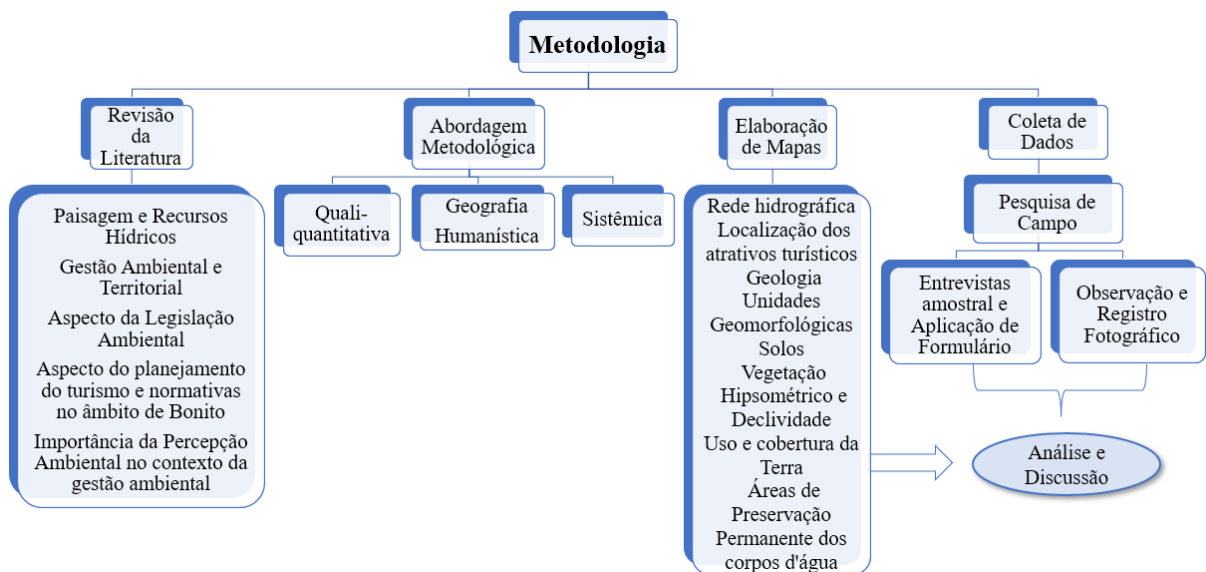 Metodologia
Revisão
da
Literatura
Paisagem e Recursos
Hídricos
Gestão Ambiental e
Territorial
Aspecto da Legislação
Ambiental
Aspecto do planejamento
do turismo e normativas
no âmbito de Bonito
Importância da Percepção
Ambiental no contexto da
gestão ambiental
Abordagem
Metodológica
Quali-
quantitativa
Geografia
Humanística
Sistêmica
Elaboração
de Mapas
Rede hidrográfica
Localização dos
atrativos turísticos
Geologia
Unidades
Geomorfológicas
Solos
Vegetação
Hipsométrico e
Declividade
Uso e cobertura da
Terra
Áreas de
Preservação
Permanente dos
corpos d'água
Coleta de
Dados
Pesquisa de
Campo
Entrevistas
amostral e
Aplicação de
Formulário
Observação e
Registro
Fotográfico
Análise e
Discussão